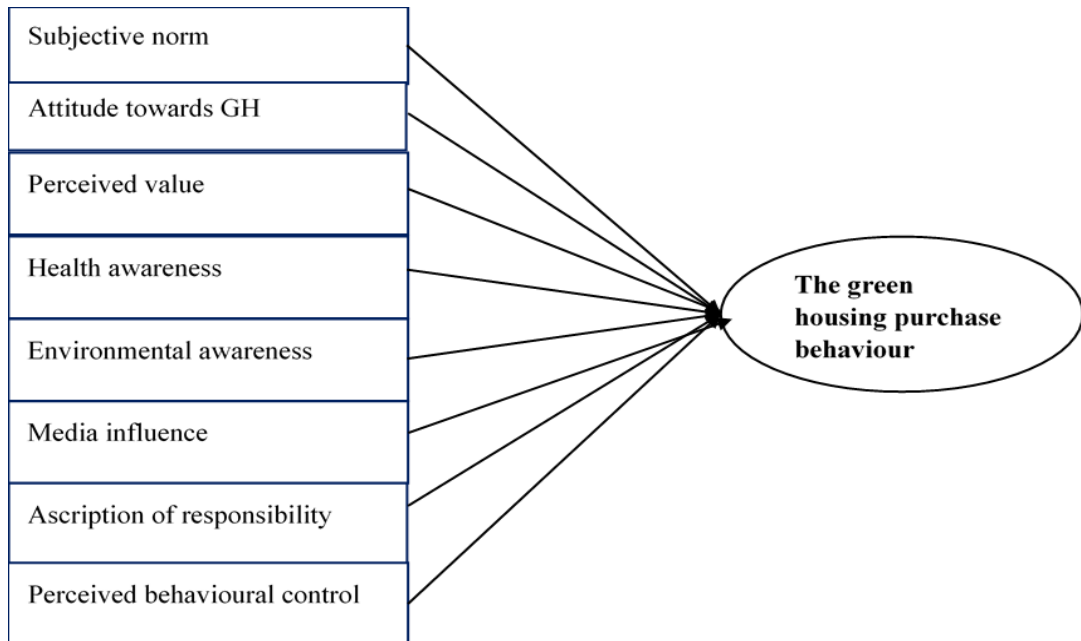 Subjective norm
Attitude towards GH
Perceived value
Health awareness
Environmental awareness
Media influence
Ascription of responsibility
Perceived behavioural control
The green
housing purchase
behaviour